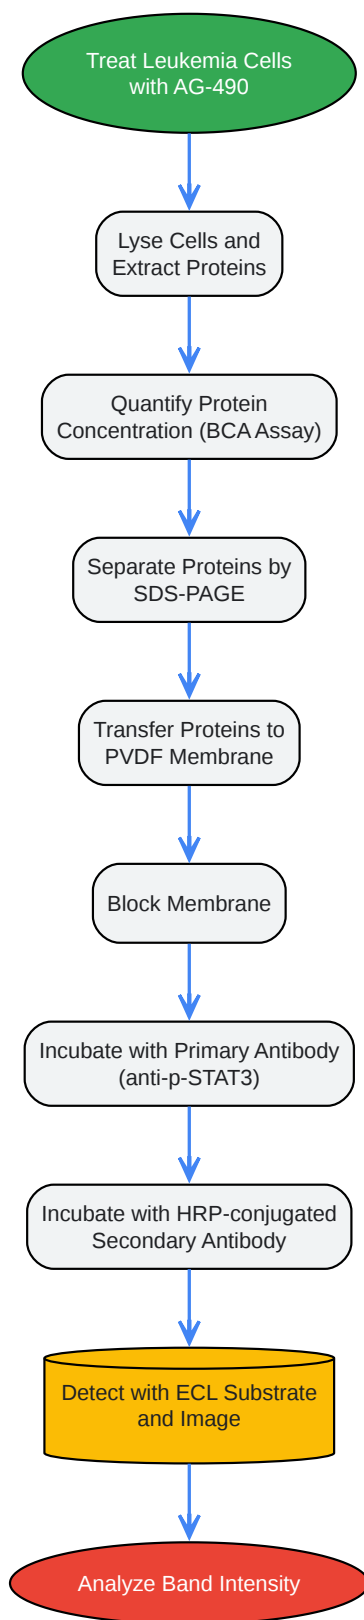 Treat Leukemia Cells
with AG-490
Lyse Cells and
Extract Proteins
Quantify Protein
Concentration (BCA Assay)
Separate Proteins by
SDS-PAGE
Transfer Proteins to
PVDF Membrane
Block Membrane
Incubate with Primary Antibody
(anti-p-STAT3)
Incubate with HRP-conjugated
Secondary Antibody
Detect with ECL Substrate
and Image
Analyze Band Intensity